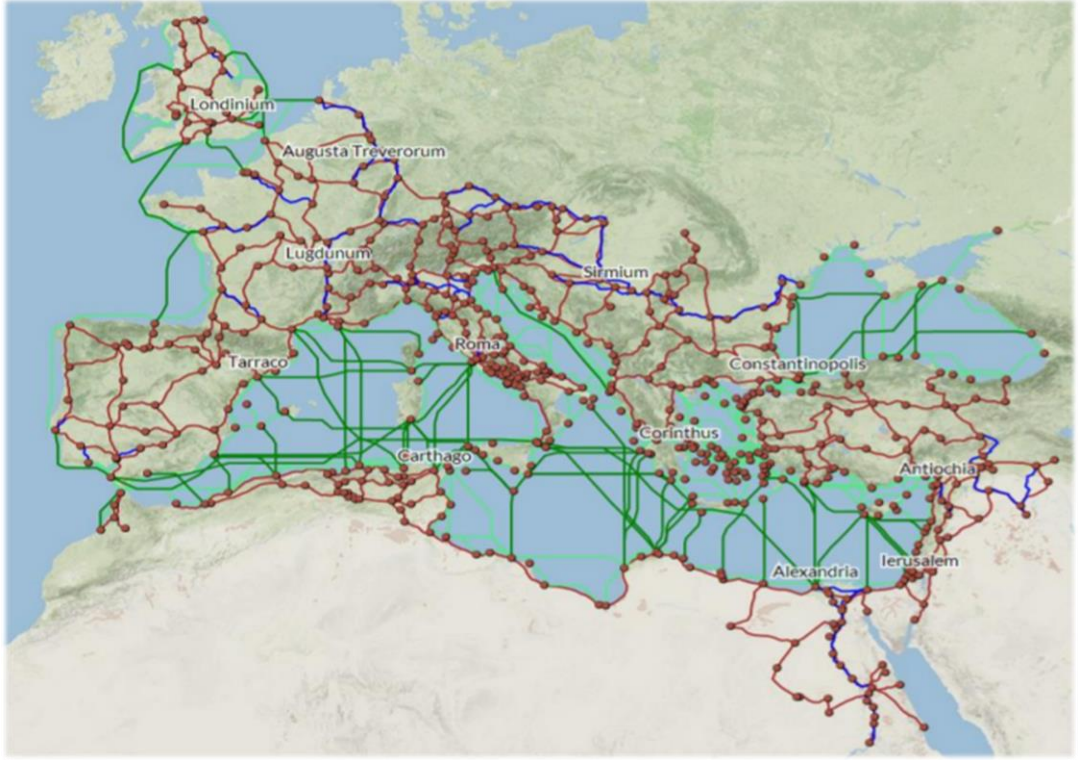 Londinium
Augusta Treverorum
Lugdunum
Sirmium
Roma
Tarraco
Constantinopolis
Corinthus
Carthago
Antiochia
Ierusalem
Alexandria